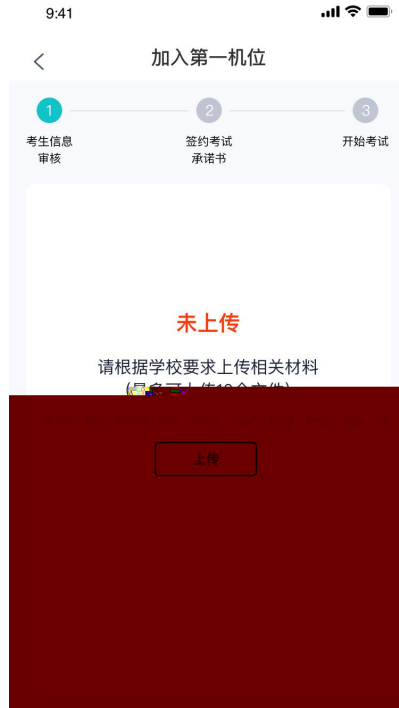 9:41
加入第一机位
1
2
3
考生信息
审核
签约考试
承诺书
开始考试
未上传
请根据学校要求上传相关材料
上传